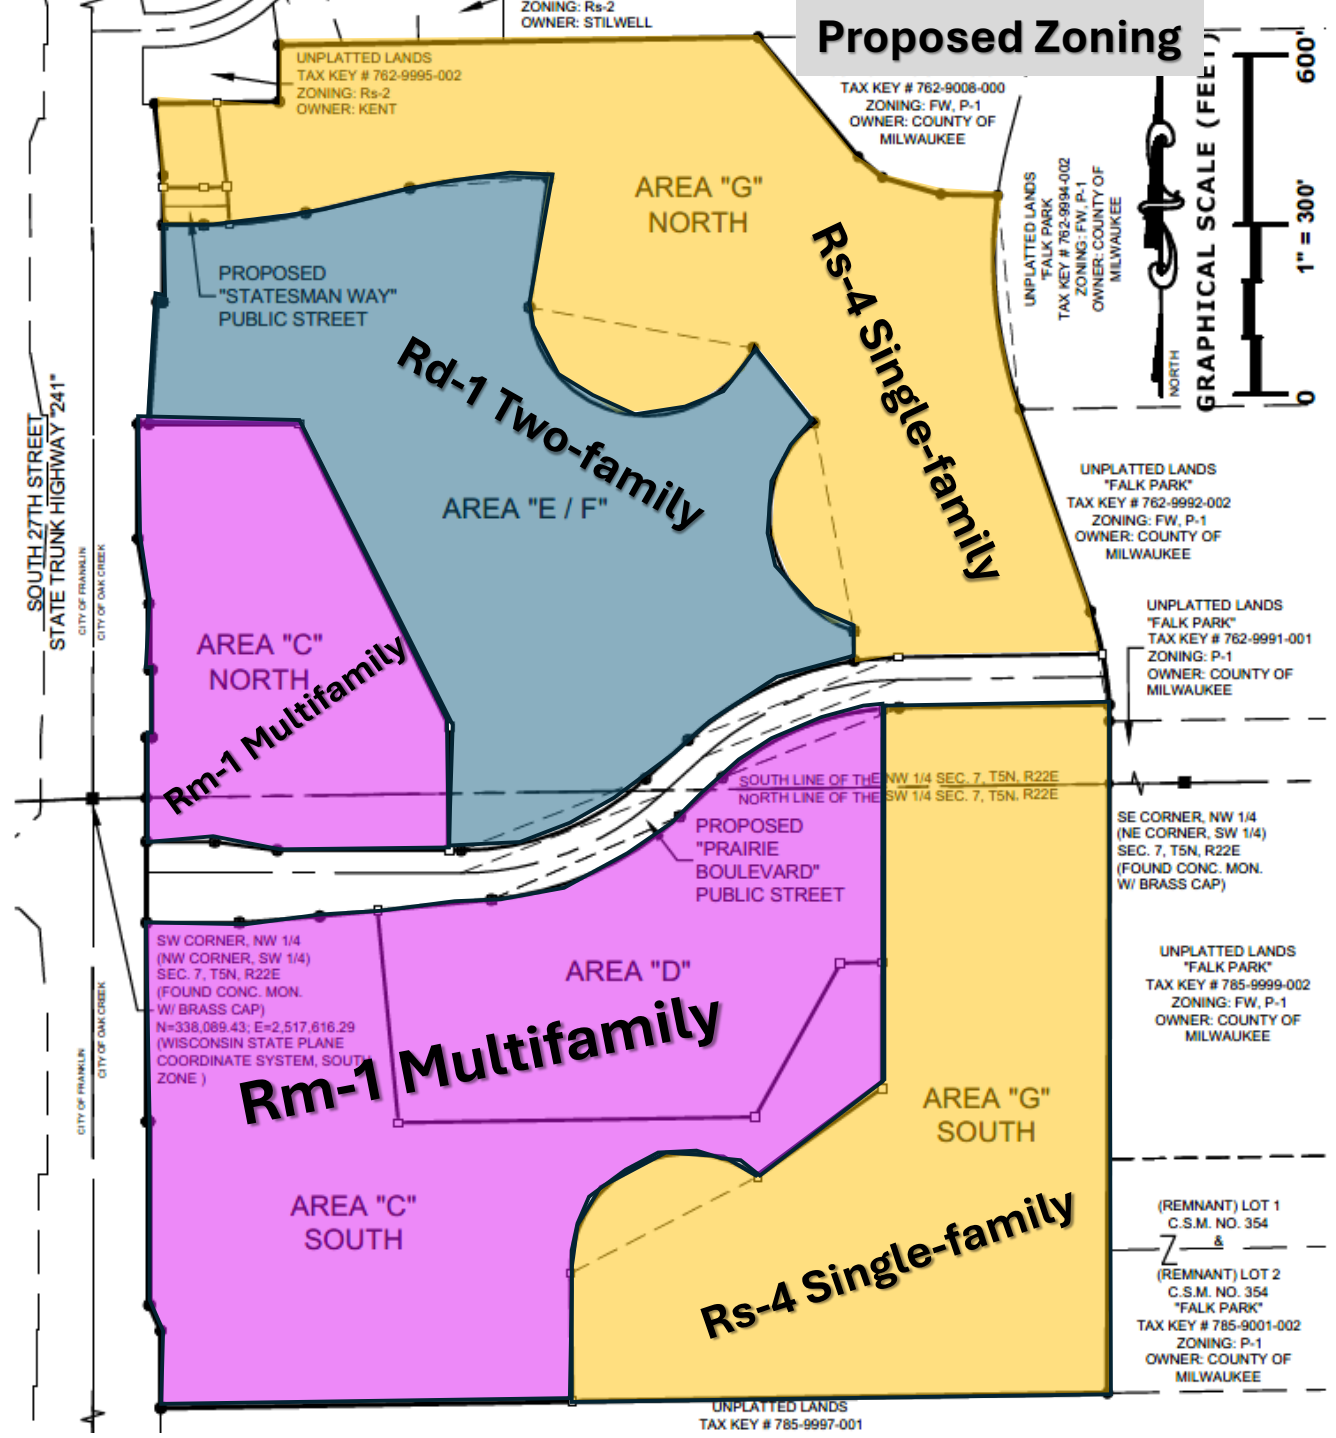 ZONING: Rs-2
OWNER: STILWELL
Proposed Zoning
UNPLATTED LANDS
TAX KEY # 762-9995-002
ZONING: Rs-2
OWNER: KENT
TAX KEY # 762-9008-000
ZONING: FW, P-1
OWNER: COUNTY OF
MILWAUKEE
UNPLATTED LANDS
"FALK PARK"
TAX KEY # 762-9994-002
ZONING: FW, P-1
OWNER: COUNTY OF
MILWAUKEE
NORTH
GRAPHICAL SCALE (FEET)
0
1" = 300'
600'
AREA "G"
NORTH
Rs-4 Single-family
PROPOSED
"STATESMAN WAY"
PUBLIC STREET
Rd-1 Two-family
AREA "E / F"
SOUTH 27TH STREET
STATE TRUNK HIGHWAY "241"
CITY OF FRANKLIN
CITY OF OAK CREEK
UNPLATTED LANDS
"FALK PARK"
TAX KEY # 762-9992-002
ZONING: FW, P-1
OWNER: COUNTY OF
MILWAUKEE
AREA "C"
NORTH
Rm-1 Multifamily
UNPLATTED LANDS
"FALK PARK"
TAX KEY # 762-9991-001
ZONING: P-1
OWNER: COUNTY OF
MILWAUKEE
SOUTH LINE OF THE NW 1/4 SEC. 7, T5N, R22E
NORTH LINE OF THE SW 1/4 SEC. 7, T5N, R22E
PROPOSED
"PRAIRIE
BOULEVARD"
PUBLIC STREET
SE CORNER, NW 1/4
(NE CORNER, SW 1/4)
SEC. 7, T5N, R22E
(FOUND CONC. MON.
W/ BRASS CAP)
SW CORNER, NW 1/4
(NW CORNER, SW 1/4)
SEC. 7, T5N, R22E
(FOUND CONC. MON.
W/ BRASS CAP)
N=338,089.43; E=2,517,616.29
(WISCONSIN STATE PLANE
COORDINATE SYSTEM, SOUTH
ZONE )
AREA "D"
Rm-1 Multifamily
UNPLATTED LANDS
"FALK PARK"
TAX KEY # 785-9999-002
ZONING: FW, P-1
OWNER: COUNTY OF
MILWAUKEE
CITY OF FRANKLIN
CITY OF OAK CREEK
AREA "G"
SOUTH
AREA "C"
SOUTH
Rs-4 Single-family
(REMNANT) LOT 1
C.S.M. NO. 354
&
(REMNANT) LOT 2
C.S.M. NO. 354
"FALK PARK"
TAX KEY # 785-9001-002
ZONING: P-1
OWNER: COUNTY OF
MILWAUKEE
UNPLATTED LANDS
TAX KEY # 785-9997-001